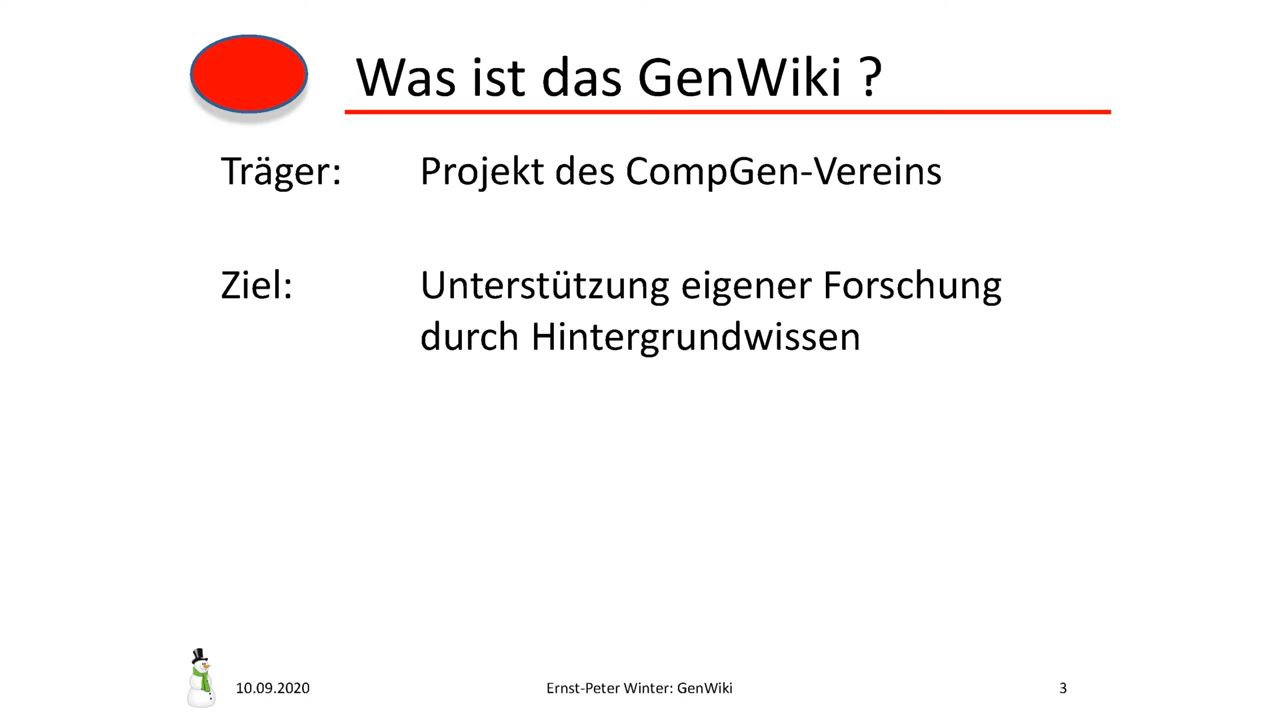 Was ist das GenWiki ?
Träger: Projekt des CompGen-Vereins
Ziel: Unterstützung eigener Forschung
durch Hintergrundwissen
10.09.2020 Ernst-Peter Winter: GenWiki 3